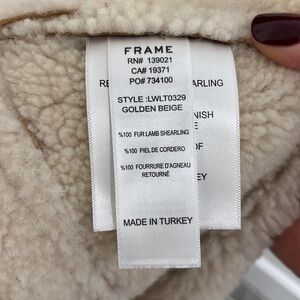 FRAME
RN# 139021
CA# 19371
PO# 734100
STYLE :LWLT0329
GOLDEN BEIGE
%100 FUR LAMB SHEARLING
%100 PIEL DE CORDERO
%100 FOURRURE D'AGNEAU
RETOURNÉ
MADE IN TURKEY